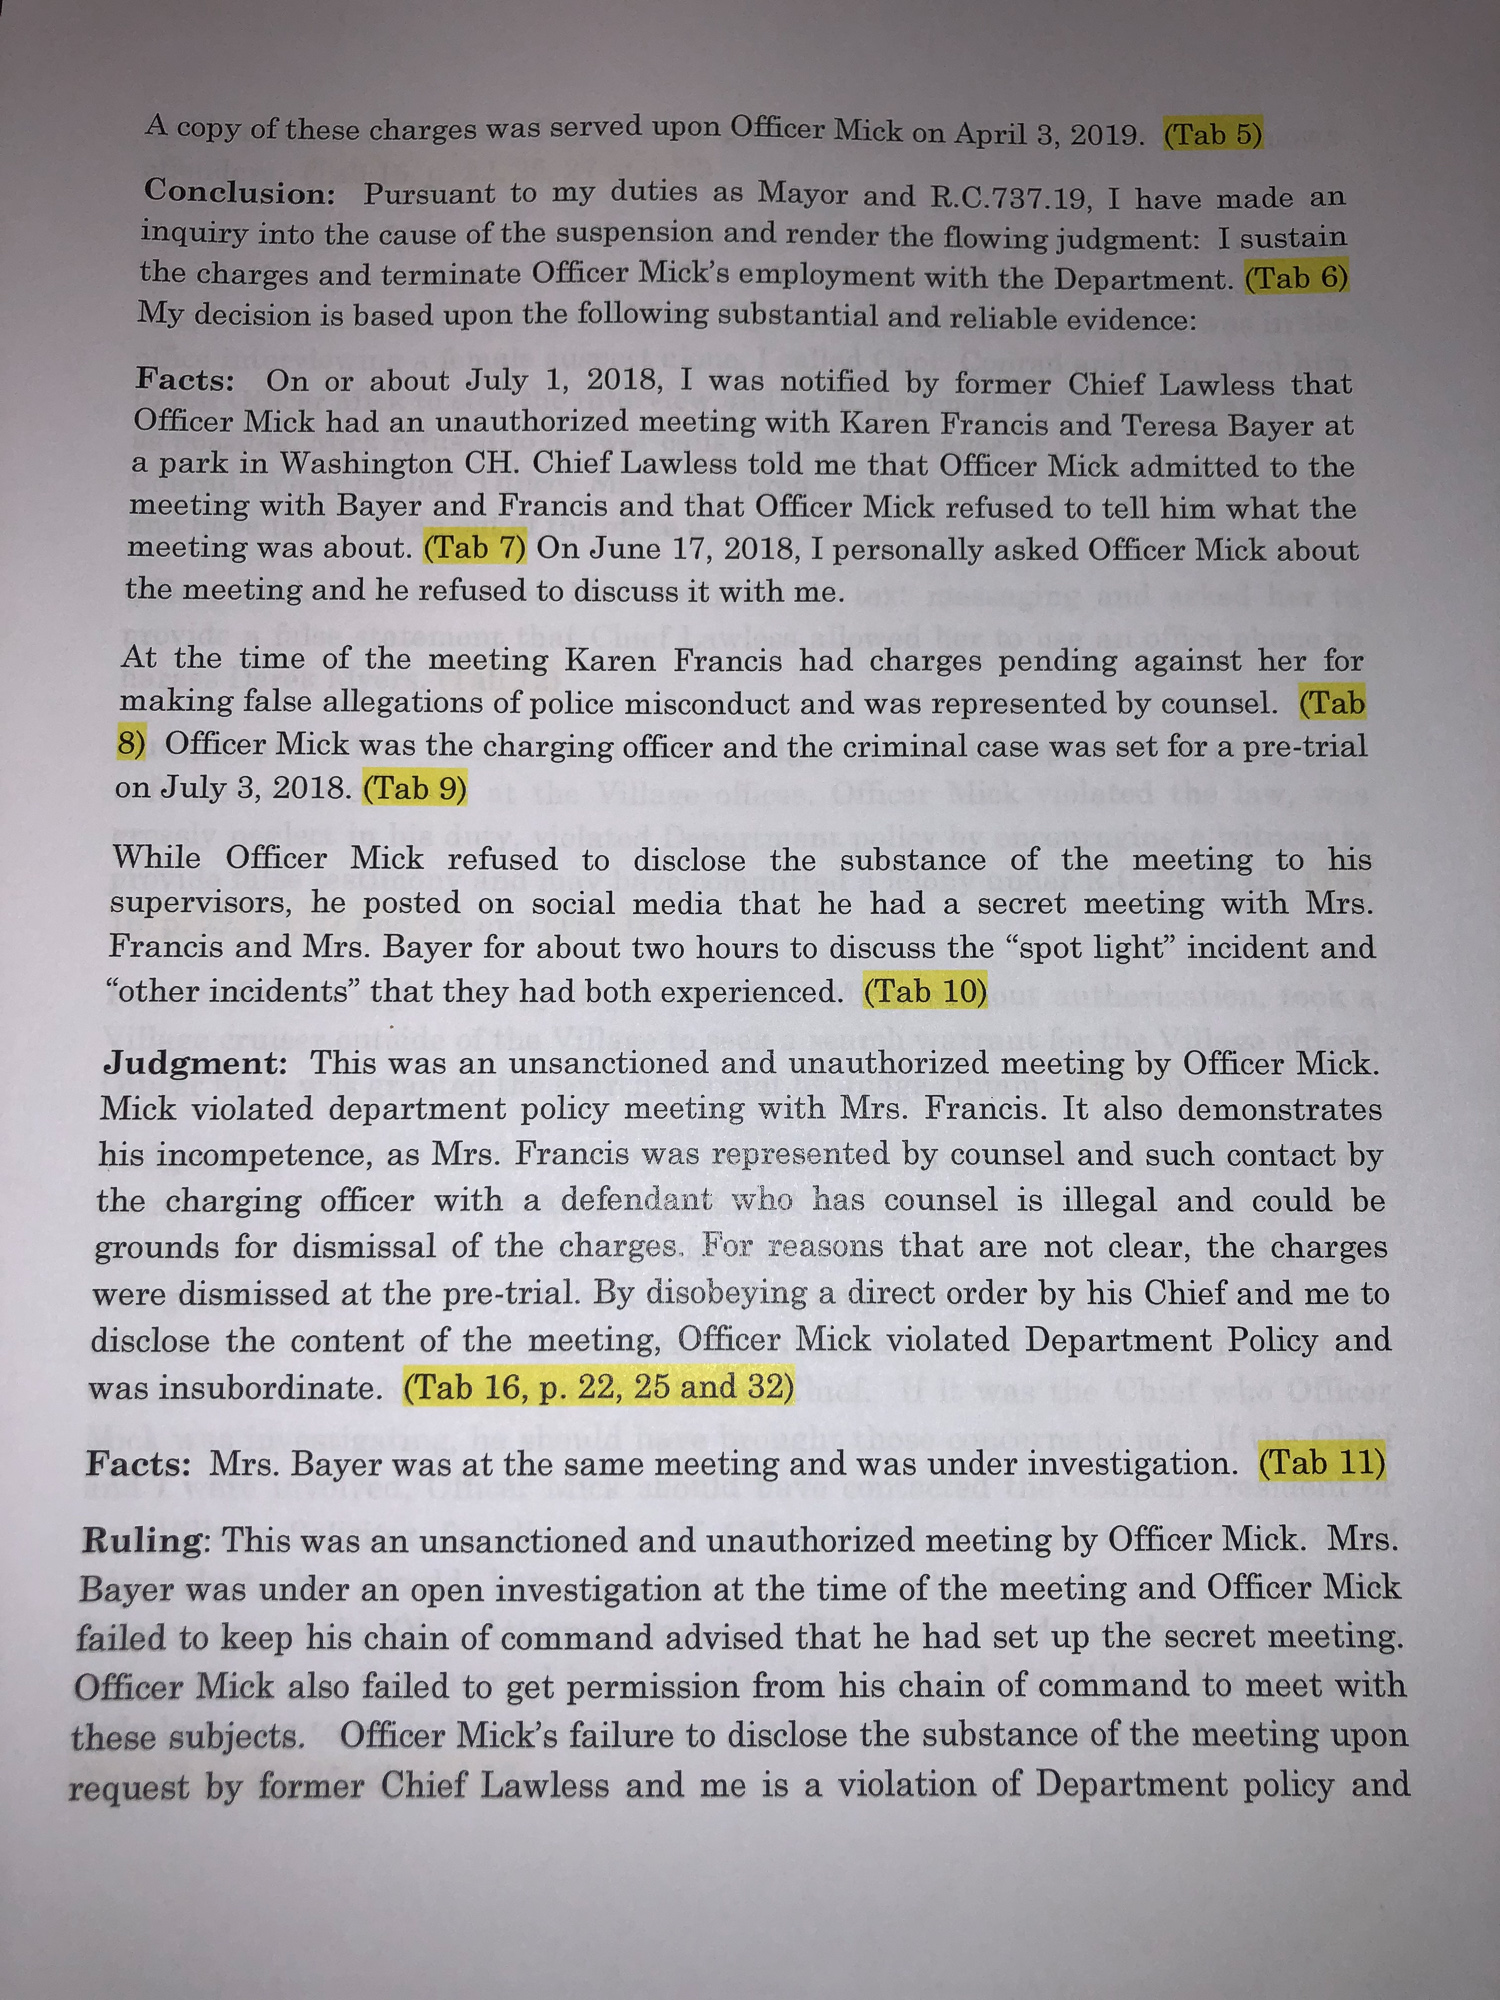 A copy of these charges was served upon Officer Mick on April 3, 2019. (Tab 5)
Conclusion: Pursuant to my duties as Mayor and R.C.737.19, I have made an
inquiry into the cause of the suspension and render the flowing judgment: I sustain
the charges and terminate Officer Mick's employment with the Department. (Tab 6)
My decision is based upon the following substantial and reliable evidence:
Facts: On or about July 1, 2018, I was notified by former Chief Lawless that
Officer Mick had an unauthorized meeting with Karen Francis and Teresa Bayer at
a park in Washington CH. Chief Lawless told me that Officer Mick admitted to the
meeting with Bayer and Francis and that Officer Mick refused to tell him what the
meeting was about. (Tab 7) On June 17, 2018, I personally asked Officer Mick about
the meeting and he refused to discuss it with me.
At the time of the meeting Karen Francis had charges pending against her for
making false allegations of police misconduct and was represented by counsel. (Tab
8) Officer Mick was the charging officer and the criminal case was set for a pre-trial
on July 3, 2018. (Tab 9)
While Officer Mick refused to disclose the substance of the meeting to his
supervisors, he posted on social media that he had a secret meeting with Mrs.
Francis and Mrs. Bayer for about two hours to discuss the “spot light” incident and
“other incidents” that they had both experienced. (Tab 10)
Judgment: This was an unsanctioned and unauthorized meeting by Officer Mick.
Mick violated department policy meeting with Mrs. Francis. It also demonstrates
his incompetence, as Mrs. Francis was represented by counsel and such contact by
the charging officer with a defendant who has counsel is illegal and could be
grounds for dismissal of the charges. For reasons that are not clear, the charges
were dismissed at the pre-trial. By disobeying a direct order by his Chief and me to
disclose the content of the meeting, Officer Mick violated Department Policy and
was insubordinate. (Tab 16, p. 22, 25 and 32)
Facts: Mrs. Bayer was at the same meeting and was under investigation. (Tab 11)
Ruling: This was an unsanctioned and unauthorized meeting by Officer Mick. Mrs.
Bayer was under an open investigation at the time of the meeting and Officer Mick
failed to keep his chain of command advised that he had set up the secret meeting.
Officer Mick also failed to get permission from his chain of command to meet with
these subjects. Officer Mick's failure to disclose the substance of the meeting upon
request by former Chief Lawless and me is a violation of Department policy and